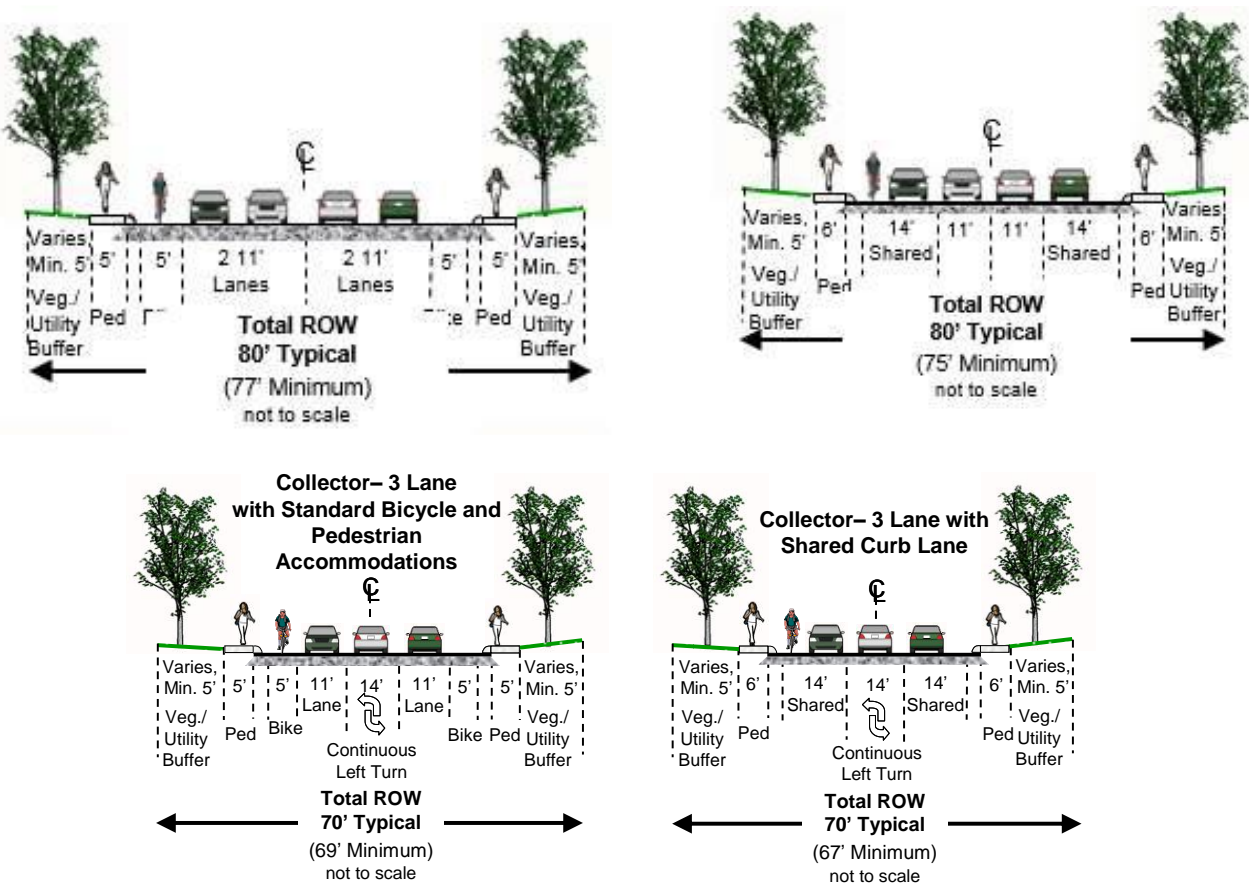 ℄
Varies,
Min. 5'
Veg./
Utility
Buffer
5'
Ped
5'
2 11'
Lanes
2 11'
Lanes
5'
5'
Ped
Varies,
Min. 5'
Veg./
Utility
Buffer
Total ROW
80' Typical
(77' Minimum)
not to scale
℄
Varies,
Min. 5'
Veg./
Utility
Buffer
6'
Ped
14'
Shared
11'
11'
14'
Shared
6'
Ped
Varies,
Min. 5'
Veg./
Utility
Buffer
Total ROW
80' Typical
(75' Minimum)
not to scale
Collector– 3 Lane
with Standard Bicycle and
Pedestrian
Accommodations
℄
Varies,
Min. 5'
Veg./
Utility
Buffer
5'
Ped
5'
Bike
11'
Lane
14'
Continuous
Left Turn
11'
Lane
5'
Bike
5'
Ped
Varies,
Min. 5'
Veg./
Utility
Buffer
Total ROW
70' Typical
(69' Minimum)
not to scale
Collector– 3 Lane with
Shared Curb Lane
℄
Varies,
Min. 5'
Veg./
Utility
Buffer
6'
Ped
14'
Shared
14'
Continuous
Left Turn
14'
Shared
6'
Ped
Varies,
Min. 5'
Veg./
Utility
Buffer
Total ROW
70' Typical
(67' Minimum)
not to scale